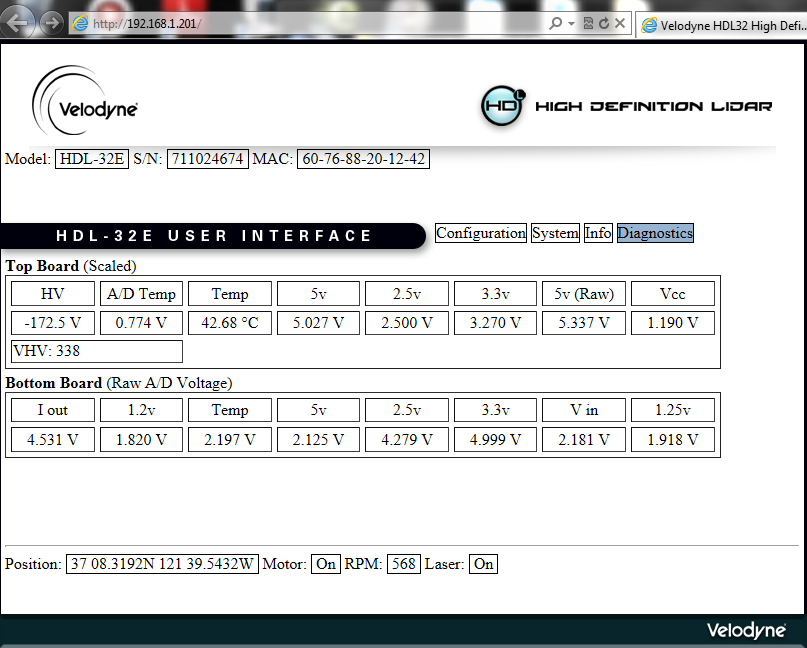 http://192.168.1.201/
Velodyne HDL32 High Defi...
Velodyne
HDL HIGH DEFINITION LiDAR
Model: HDL-32E S/N: 711024674 MAC: 60-76-88-20-12-42
HDL-32E USER INTERFACE Configuration System Info Diagnostics
Top Board (Scaled)
HV A/D Temp Temp 5v 2.5v 3.3v 5v (Raw) Vcc
-172.5 V 0.774 V 42.68 °C 5.027 V 2.500 V 3.270 V 5.337 V 1.190 V
VHV: 338
Bottom Board (Raw A/D Voltage)
I out 1.2v Temp 5v 2.5v 3.3v V in 1.25v
4.531 V 1.820 V 2.197 V 2.125 V 4.279 V 4.999 V 2.181 V 1.918 V
Position: 37 08.3192N 121 39.5432W Motor: On RPM: 568 Laser: On
Velodyne